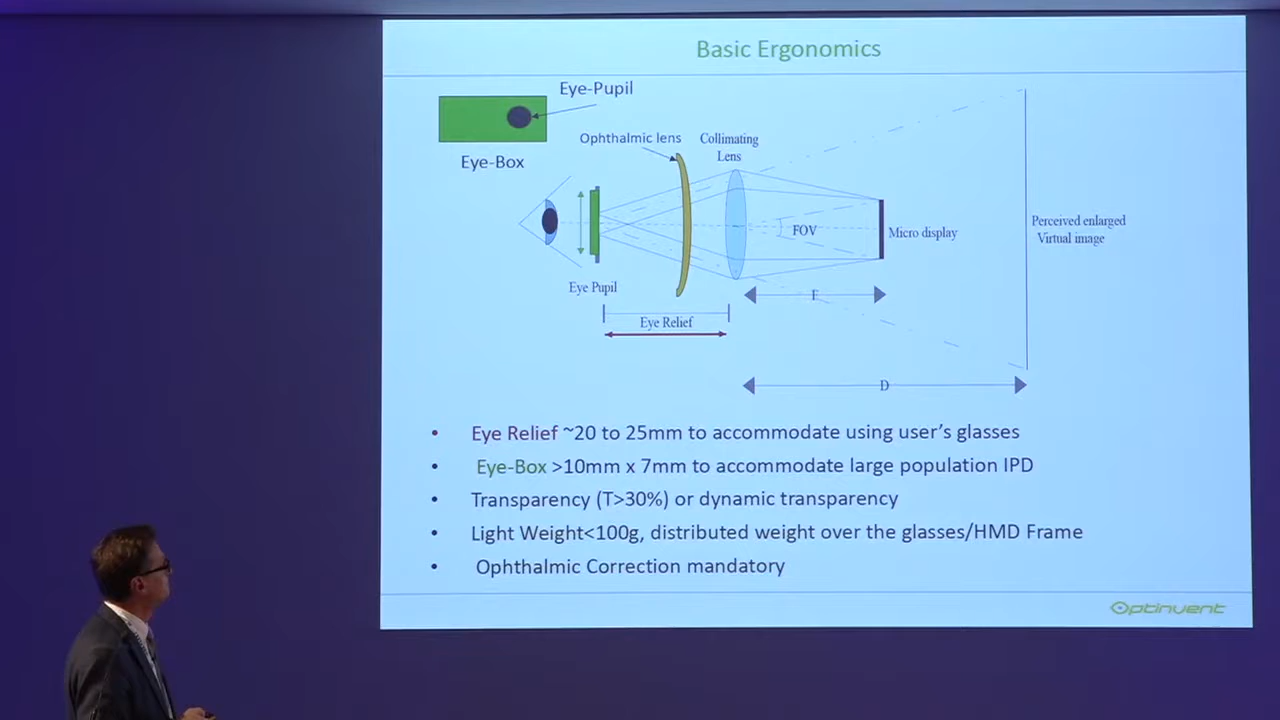 Basic Ergonomics
Eye-Pupil
Eye-Box
Ophthalmic lens
Collimating
Lens
FOV
Micro display
Perceived enlarged
Virtual image
Eye Pupil
F
Eye Relief
D
• Eye Relief ~20 to 25mm to accommodate using user's glasses
• Eye-Box >10mm x 7mm to accommodate large population IPD
• Transparency (T>30%) or dynamic transparency
• Light Weight<100g, distributed weight over the glasses/HMD Frame
• Ophthalmic Correction mandatory
Optinvent